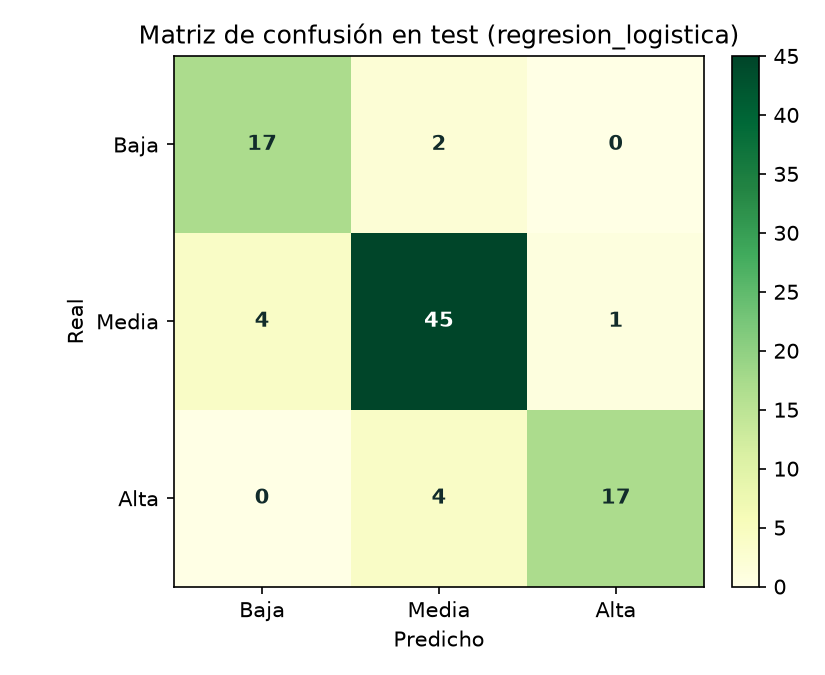 Matriz de confusión en test (regresion_logistica)
Baja 17 2 0
Media 4 45 1
Alta 0 4 17
Baja Media Alta
Predicho
Real
45
40
35
30
25
20
15
10
5
0